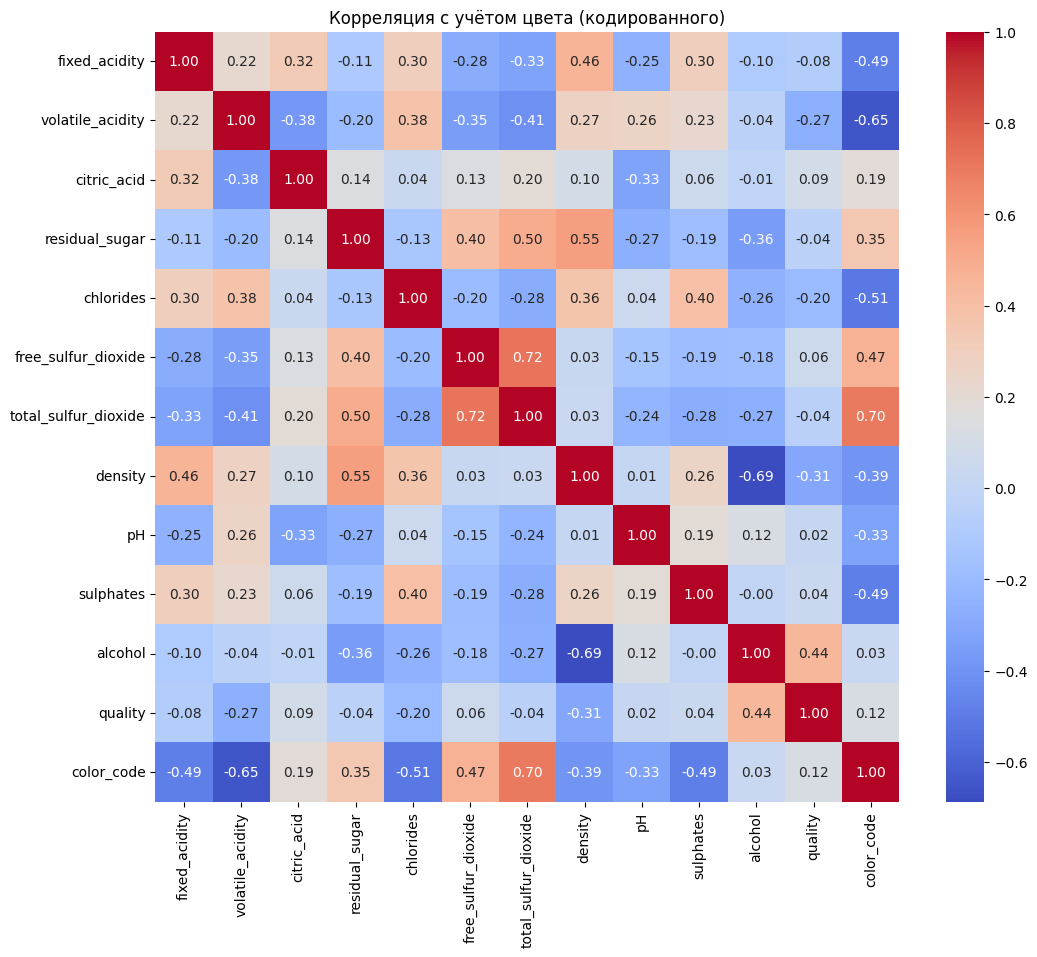 Корреляция с учётом цвета (кодированного)
fixed_acidity 1.00 0.22 0.32 -0.11 0.30 -0.28 -0.33 0.46 -0.25 0.30 -0.10 -0.08 -0.49
volatile_acidity 0.22 1.00 -0.38 -0.20 0.38 -0.35 -0.41 0.27 0.26 0.23 -0.04 -0.27 -0.65
citric_acid 0.32 -0.38 1.00 0.14 0.04 0.13 0.20 0.10 -0.33 0.06 -0.01 0.09 0.19
residual_sugar -0.11 -0.20 0.14 1.00 -0.13 0.40 0.50 0.55 -0.27 -0.19 -0.36 -0.04 0.35
chlorides 0.30 0.38 0.04 -0.13 1.00 -0.20 -0.28 0.36 0.04 0.40 -0.26 -0.20 -0.51
free_sulfur_dioxide -0.28 -0.35 0.13 0.40 -0.20 1.00 0.72 0.03 -0.15 -0.19 -0.18 0.06 0.47
total_sulfur_dioxide -0.33 -0.41 0.20 0.50 -0.28 0.72 1.00 0.03 -0.24 -0.28 -0.27 -0.04 0.70
density 0.46 0.27 0.10 0.55 0.36 0.03 0.03 1.00 0.01 0.26 -0.69 -0.31 -0.39
pH -0.25 0.26 -0.33 -0.27 0.04 -0.15 -0.24 0.01 1.00 0.19 0.12 0.02 -0.33
sulphates 0.30 0.23 0.06 -0.19 0.40 -0.19 -0.28 0.26 0.19 1.00 -0.00 0.04 -0.49
alcohol -0.10 -0.04 -0.01 -0.36 -0.26 -0.18 -0.27 -0.69 0.12 -0.00 1.00 0.44 0.03
quality -0.08 -0.27 0.09 -0.04 -0.20 0.06 -0.04 -0.31 0.02 0.04 0.44 1.00 0.12
color_code -0.49 -0.65 0.19 0.35 -0.51 0.47 0.70 -0.39 -0.33 -0.49 0.03 0.12 1.00
fixed_acidity
volatile_acidity
citric_acid
residual_sugar
chlorides
free_sulfur_dioxide
total_sulfur_dioxide
density
pH
sulphates
alcohol
quality
color_code
1.0
0.8
0.6
0.4
0.2
0.0
−0.2
−0.4
−0.6